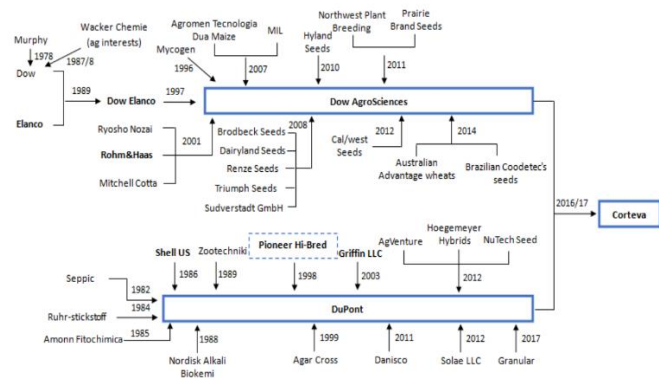 Murphy
Wacker Chemie
(ag interests)
1978
1987/8
Dow
Elanco
1989
Dow Elanco
1997
Mycogen
1996
Agromen Tecnologia
Dua Maize
MIL
2007
Hyland
Seeds
2010
Northwest Plant
Breeding
Prairie
Brand Seeds
2011
Dow AgroSciences
Ryosho Nozai
Rohm&Haas
Mitchell Cotta
2001
Brodbeck Seeds
Dairyland Seeds
Renze Seeds
Triumph Seeds
Sudverstadt GmbH
2008
Cal/west
Seeds
2012
2014
Australian
Advantage wheats
Brazilian Coodetec's
seeds
2016/17
Corteva
Seppic
1982
Ruhr-stickstoff
1984
Amonn Fitochimica
1985
Shell US
1986
Zootechniki
1989
Pioneer Hi-Bred
1998
Griffin LLC
2003
AgVenture
Hoegemeyer
Hybrids
NuTech Seed
2012
DuPont
1988
Nordisk Alkali
Biokemi
1999
Agar Cross
2011
Danisco
2012
Solae LLC
2017
Granular